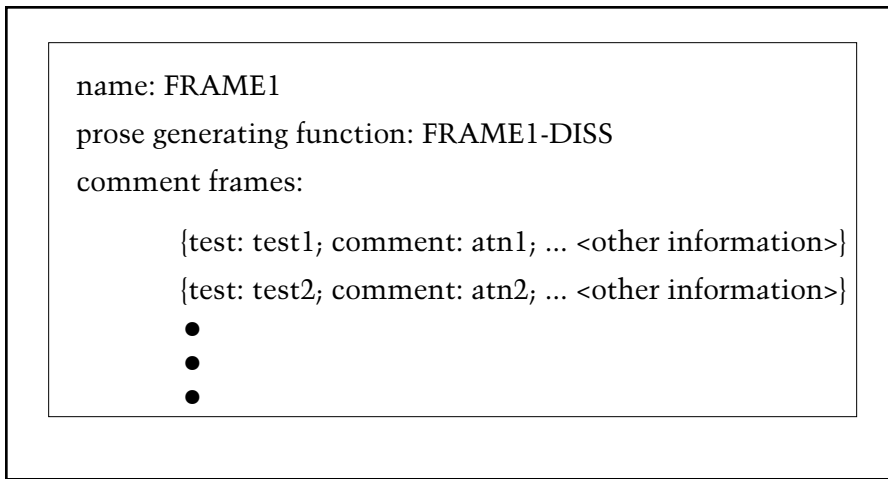 name: FRAME1
prose generating function: FRAME1-DISS
comment frames:
{test: test1; comment: atn1; ... <other information>}
{test: test2; comment: atn2; ... <other information>}
●
●
●